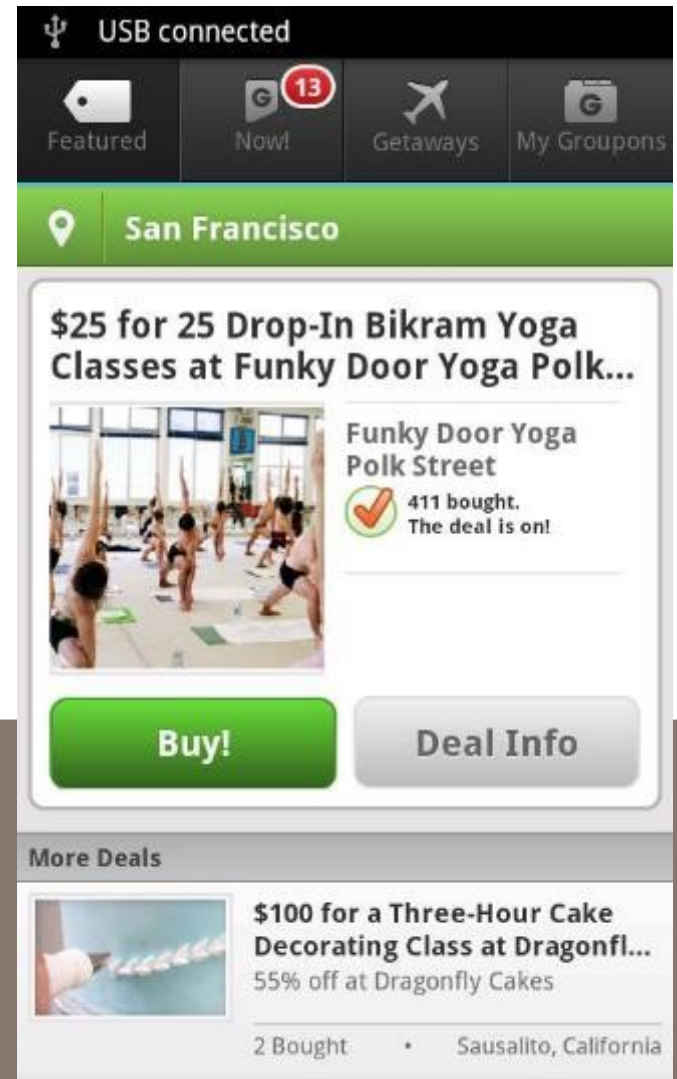 USB connected
13
Featured
Now!
Getaways
My Groupons
San Francisco
$25 for 25 Drop-In Bikram Yoga
Classes at Funky Door Yoga Polk...
Funky Door Yoga
Polk Street
411 bought.
The deal is on!
Buy!
Deal Info
More Deals
$100 for a Three-Hour Cake
Decorating Class at Dragonfl...
55% off at Dragonfly Cakes
2 Bought • Sausalito, California